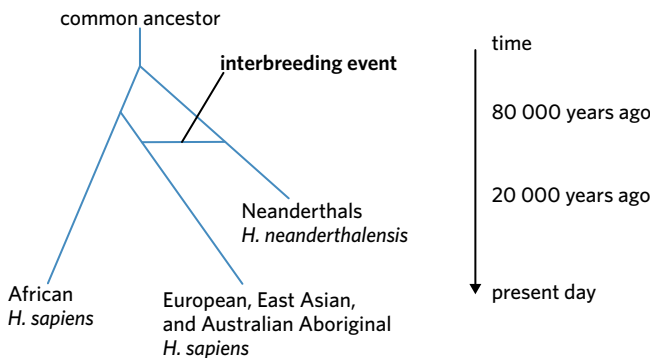 common ancestor
time
interbreeding event
80 000 years ago
20 000 years ago
Neanderthals
H. neanderthalensis
African
H. sapiens
European, East Asian,
and Australian Aboriginal
H. sapiens
present day